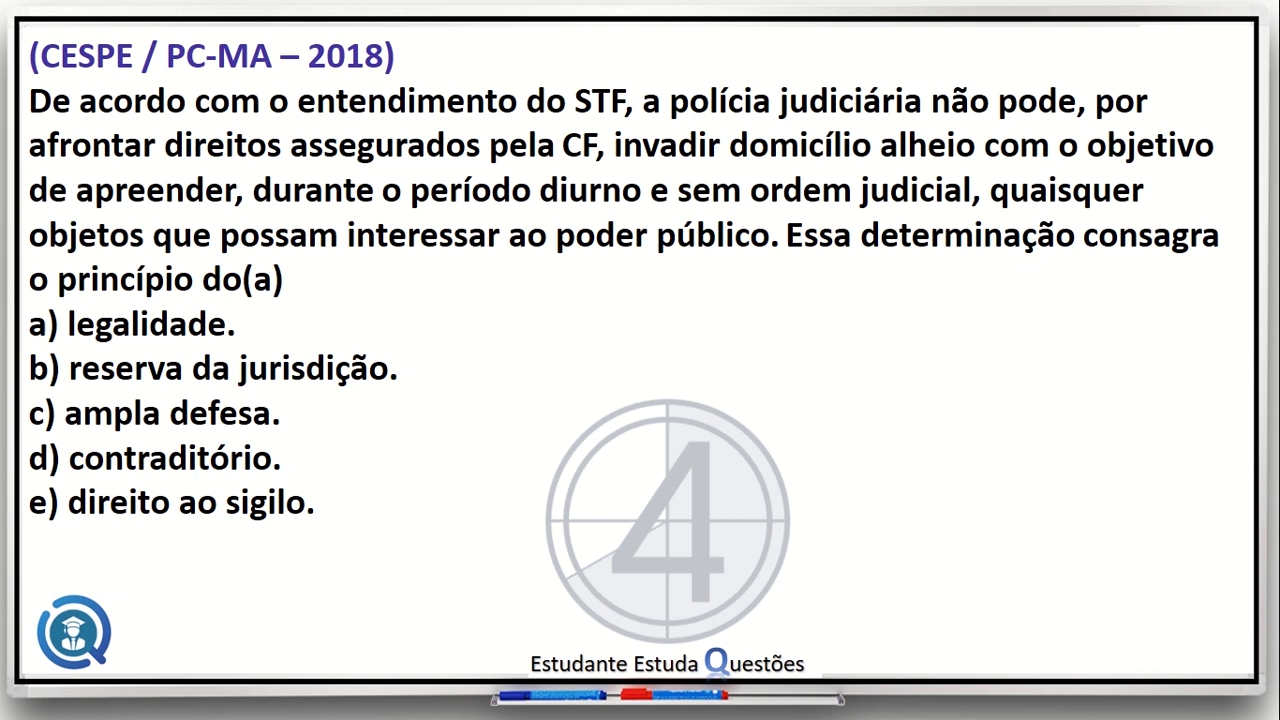 (CESPE / PC-MA – 2018)
De acordo com o entendimento do STF, a polícia judiciária não pode, por
afrontar direitos assegurados pela CF, invadir domicílio alheio com o objetivo
de apreender, durante o período diurno e sem ordem judicial, quaisquer
objetos que possam interessar ao poder público. Essa determinação consagra
o princípio do(a)
a) legalidade.
b) reserva da jurisdição.
c) ampla defesa.
d) contraditório.
e) direito ao sigilo.
4
Estudante Estuda Questões